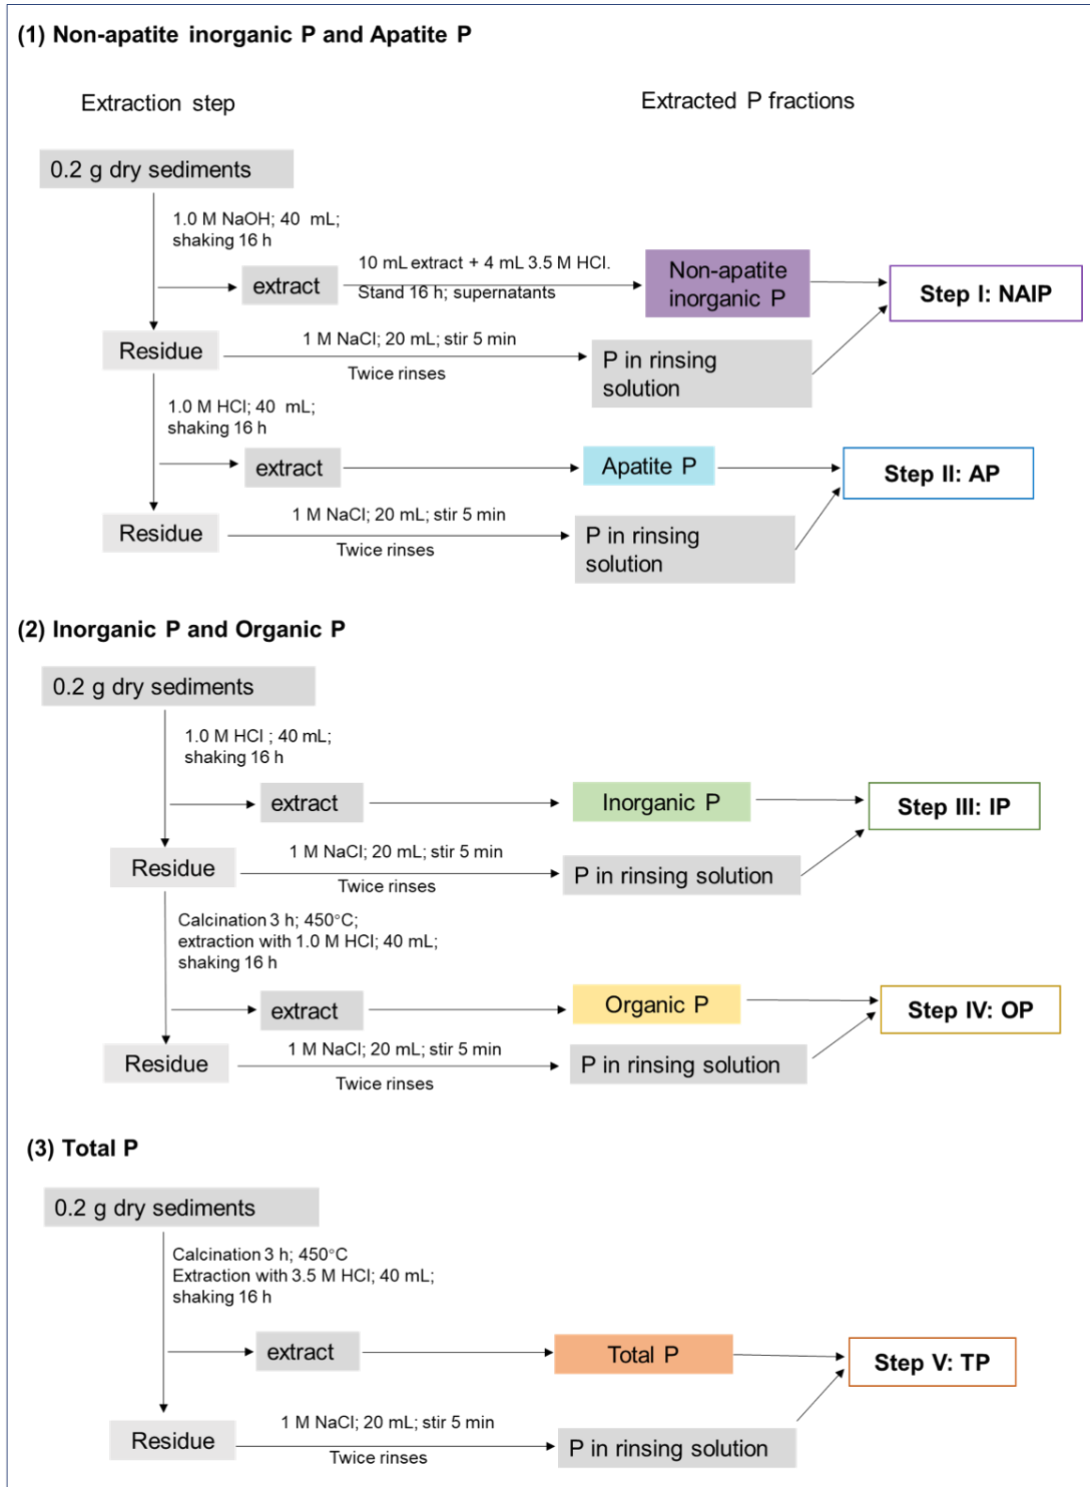 (1) Non-apatite inorganic P and Apatite P
Extraction step
Extracted P fractions
0.2 g dry sediments
1.0 M NaOH; 40 mL;
shaking 16 h
extract
10 mL extract + 4 mL 3.5 M HCl.
Stand 16 h; supernatants
Non-apatite
inorganic P
Step I: NAIP
Residue
1 M NaCl; 20 mL; stir 5 min
Twice rinses
P in rinsing
solution
1.0 M HCl; 40 mL;
shaking 16 h
extract
Apatite P
Step II: AP
Residue
1 M NaCl; 20 mL; stir 5 min
Twice rinses
P in rinsing
solution
(2) Inorganic P and Organic P
0.2 g dry sediments
1.0 M HCl ; 40 mL;
shaking 16 h
extract
Inorganic P
Step III: IP
Residue
1 M NaCl; 20 mL; stir 5 min
Twice rinses
P in rinsing solution
Calcination 3 h; 450°C;
extraction with 1.0 M HCl; 40 mL;
shaking 16 h
extract
Organic P
Step IV: OP
Residue
1 M NaCl; 20 mL; stir 5 min
Twice rinses
P in rinsing solution
(3) Total P
0.2 g dry sediments
Calcination 3 h; 450°C
Extraction with 3.5 M HCl; 40 mL;
shaking 16 h
extract
Total P
Step V: TP
Residue
1 M NaCl; 20 mL; stir 5 min
Twice rinses
P in rinsing solution